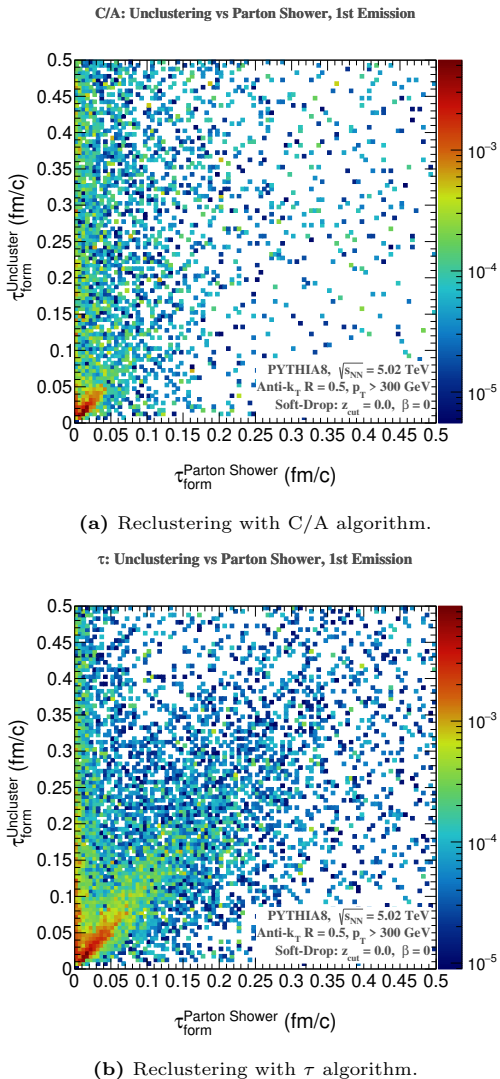 C/A: Unclustering vs Parton Shower, 1st Emission
0.5
0.45
0.4
0.35
0.3
0.25
0.2
0.15
0.1
0.05
0
τ_form^Uncluster (fm/c)
10⁻³
10⁻⁴
10⁻⁵
PYTHIA8, √s_NN = 5.02 TeV
Anti-k_T R = 0.5, p_T > 300 GeV
Soft-Drop: z_cut = 0.0, β = 0
0 0.05 0.1 0.15 0.2 0.25 0.3 0.35 0.4 0.45 0.5
τ_form^Parton Shower (fm/c)
(a) Reclustering with C/A algorithm.
τ: Unclustering vs Parton Shower, 1st Emission
0.5
0.45
0.4
0.35
0.3
0.25
0.2
0.15
0.1
0.05
0
τ_form^Uncluster (fm/c)
10⁻³
10⁻⁴
10⁻⁵
PYTHIA8, √s_NN = 5.02 TeV
Anti-k_T R = 0.5, p_T > 300 GeV
Soft-Drop: z_cut = 0.0, β = 0
0 0.05 0.1 0.15 0.2 0.25 0.3 0.35 0.4 0.45 0.5
τ_form^Parton Shower (fm/c)
(b) Reclustering with τ algorithm.